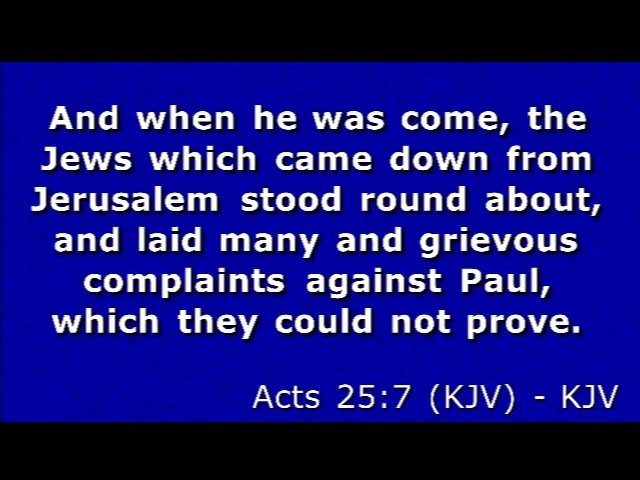 And when he was come, the
Jews which came down from
Jerusalem stood round about,
and laid many and grievous
complaints against Paul,
which they could not prove.
Acts 25:7 (KJV) - KJV